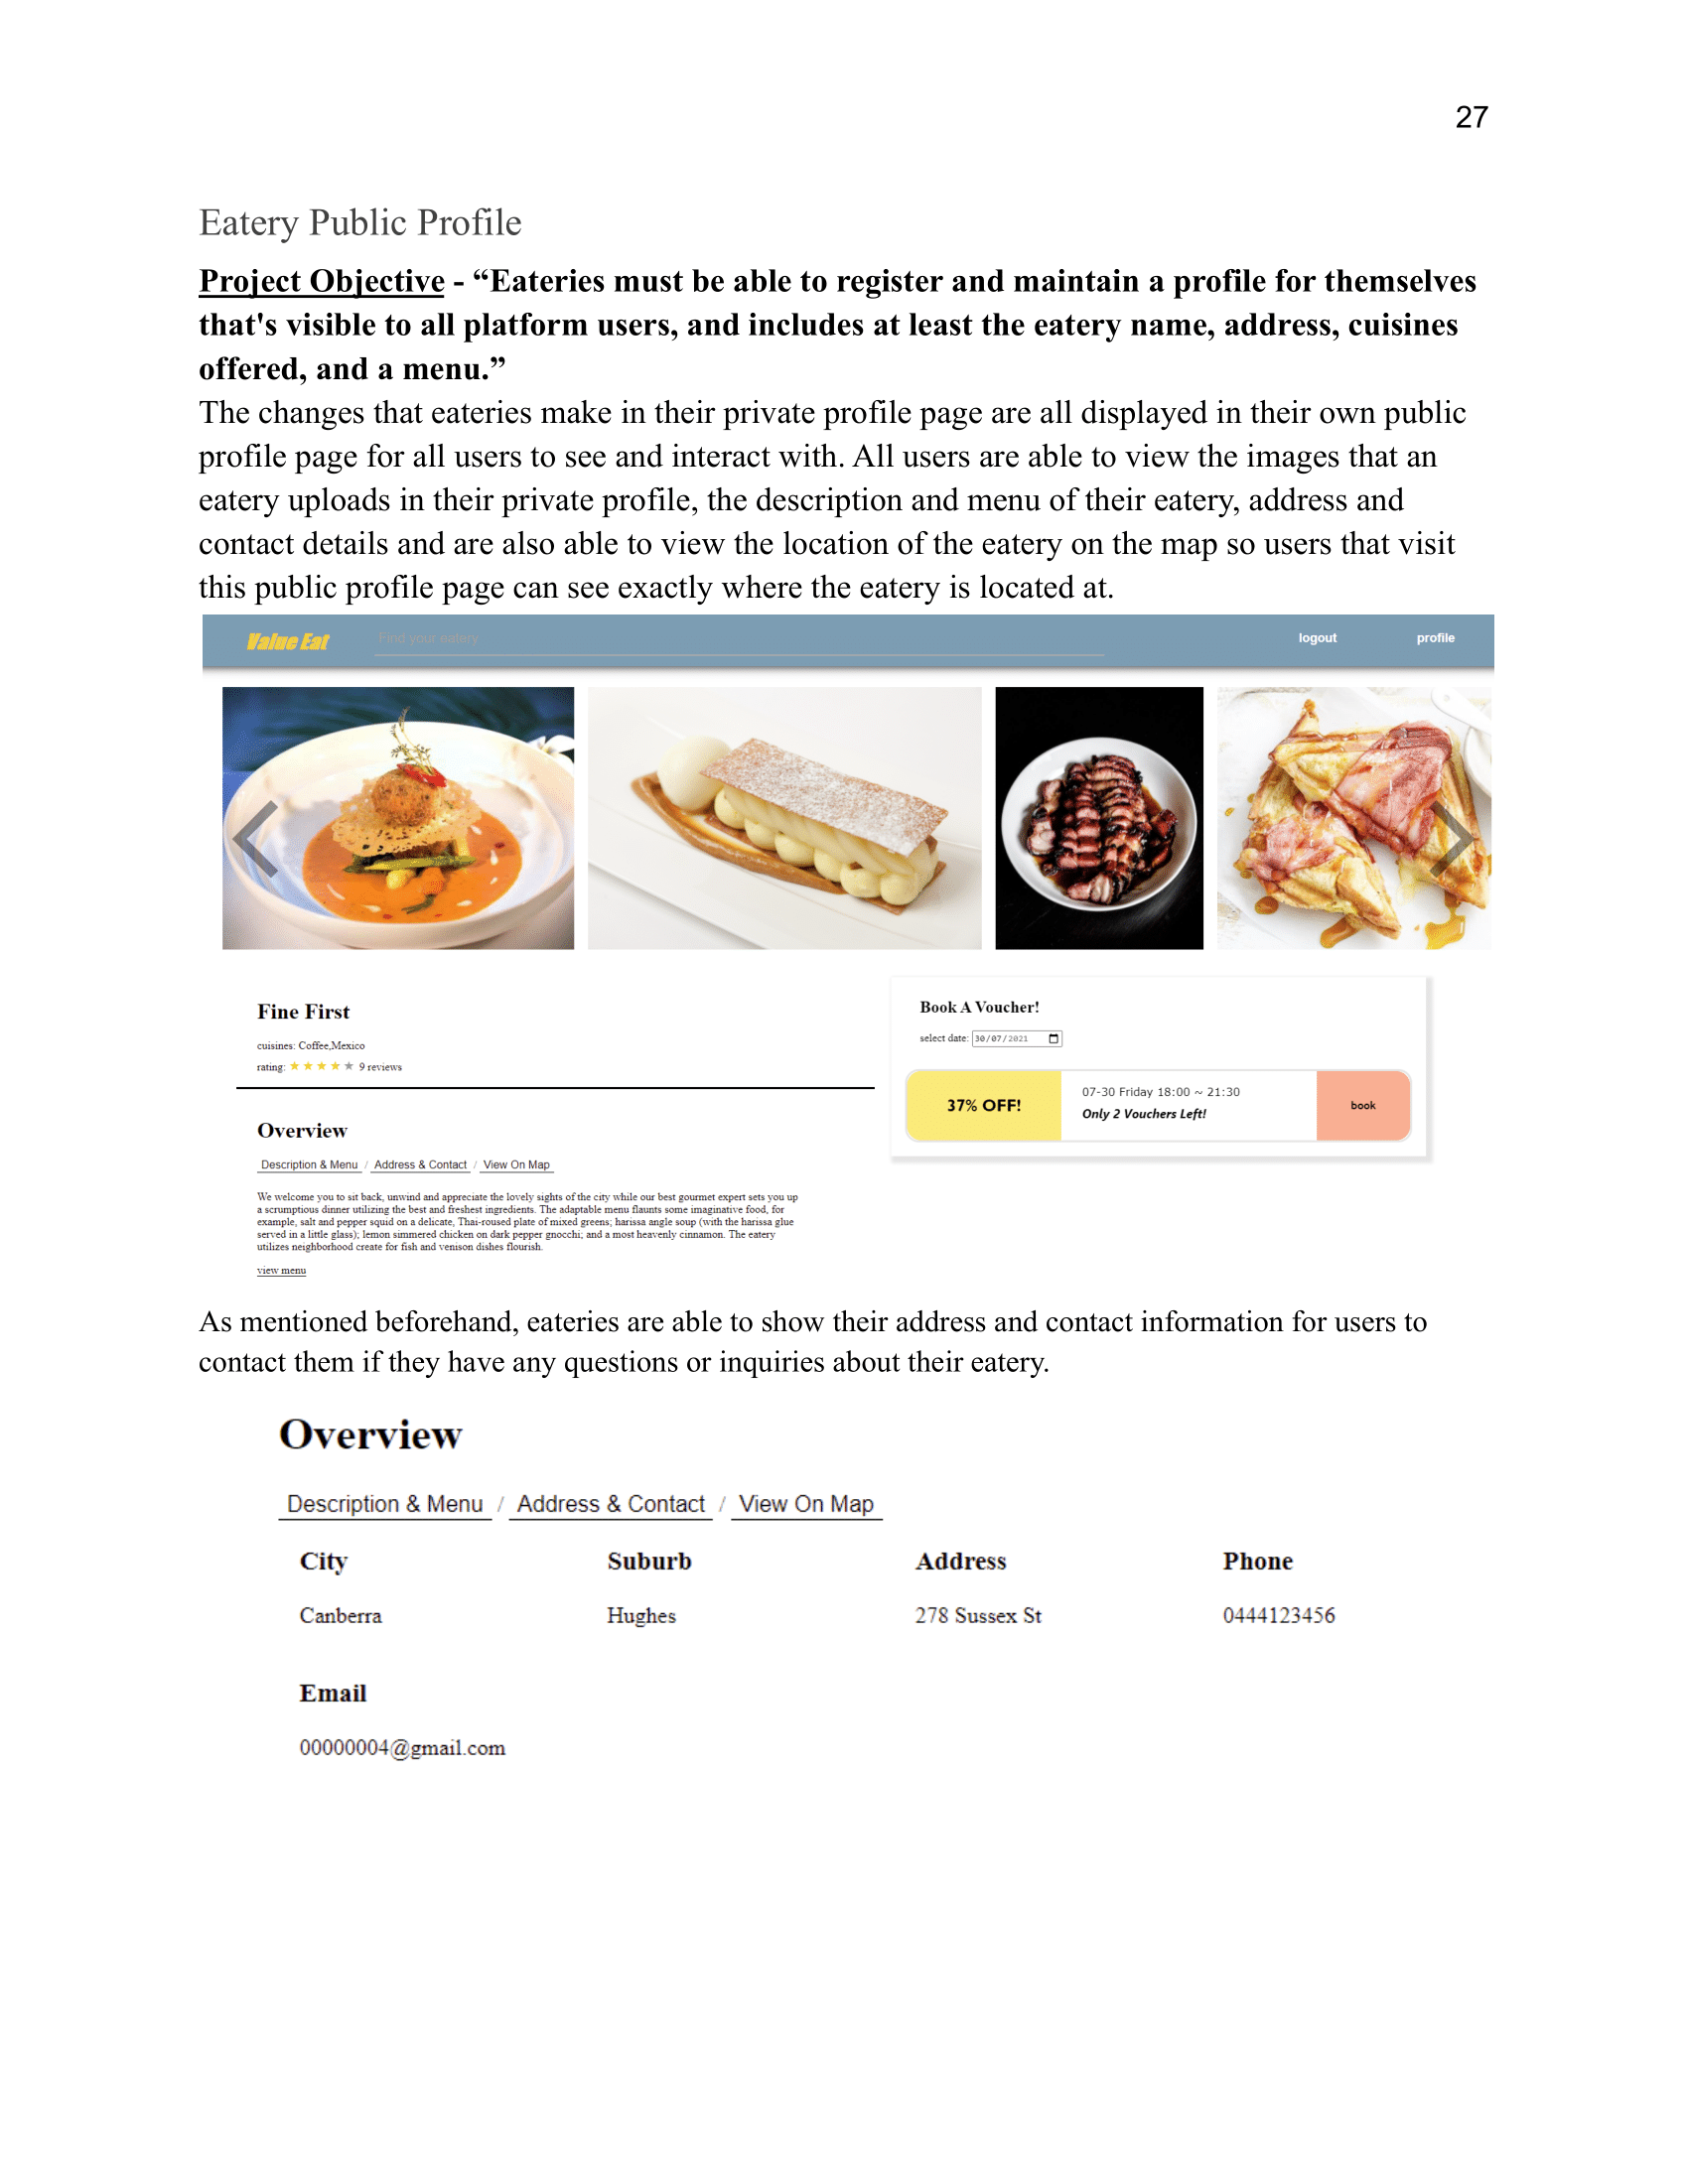 27
Eatery Public Profile
Project Objective - “Eateries must be able to register and maintain a profile for themselves
that's visible to all platform users, and includes at least the eatery name, address, cuisines
offered, and a menu.”
The changes that eateries make in their private profile page are all displayed in their own public
profile page for all users to see and interact with. All users are able to view the images that an
eatery uploads in their private profile, the description and menu of their eatery, address and
contact details and are also able to view the location of the eatery on the map so users that visit
this public profile page can see exactly where the eatery is located at.
Value Eat Find your eatery logout profile
Fine First
cuisines: Coffee,Mexico
rating: ★★★★★ 9 reviews
Overview
Description & Menu / Address & Contact / View On Map
We welcome you to sit back, unwind and appreciate the lovely sights of the city while our best gourmet expert sets you up
a scrumptious dinner utilizing the best and freshest ingredients. The adaptable menu flaunts some imaginative food, for
example, salt and pepper squid on a delicate, Thai-roused plate of mixed greens; harissa angle soup (with the harissa glue
served in a little glass); lemon simmered chicken on dark pepper gnocchi; and a most heavenly cinnamon. The eatery
utilizes neighborhood create for fish and venison dishes flourish.
view menu
Book A Voucher!
select date: 30/07/2021
37% OFF!
07-30 Friday 18:00 ~ 21:30
Only 2 Vouchers Left!
book
As mentioned beforehand, eateries are able to show their address and contact information for users to
contact them if they have any questions or inquiries about their eatery.
Overview
Description & Menu / Address & Contact / View On Map
City Suburb Address Phone
Canberra Hughes 278 Sussex St 0444123456
Email
00000004@gmail.com